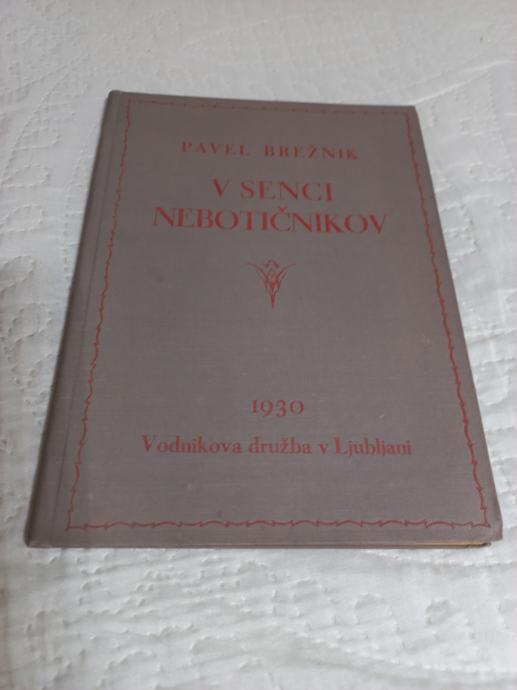 PAVEL BREŽNIK
V SENCI
NEBOTIČNIKOV
1930
Vodnikova družba v Ljubljani